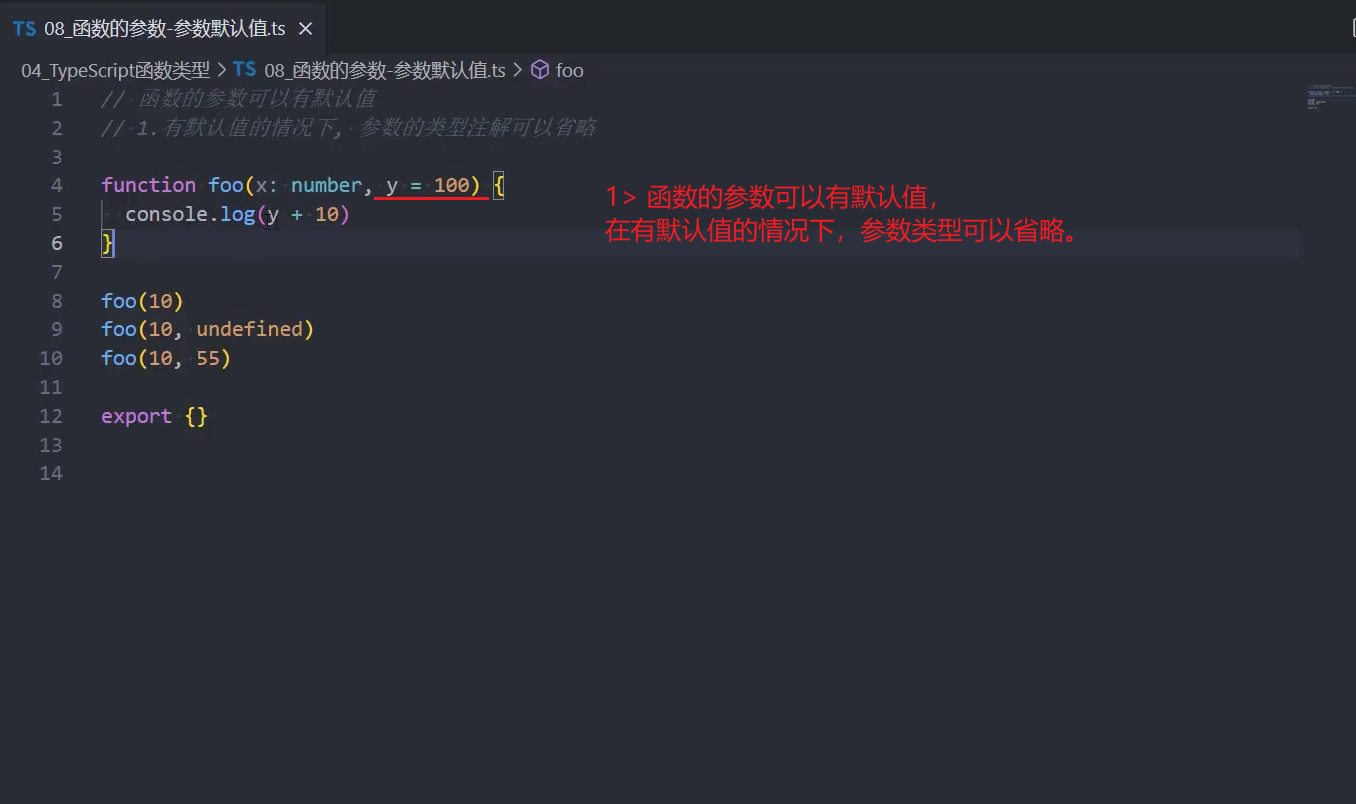 TS 08_函数的参数-参数默认值.ts ×
04_TypeScript函数类型 > TS 08_函数的参数-参数默认值.ts > foo
1 // 函数的参数可以有默认值
2 // 1.有默认值的情况下, 参数的类型注解可以省略
3
4 function foo(x: number, y = 100) {
1> 函数的参数可以有默认值，
5 console.log(y + 10)
在有默认值的情况下，参数类型可以省略。
6 }
7
8 foo(10)
9 foo(10, undefined)
10 foo(10, 55)
11
12 export {}
13
14